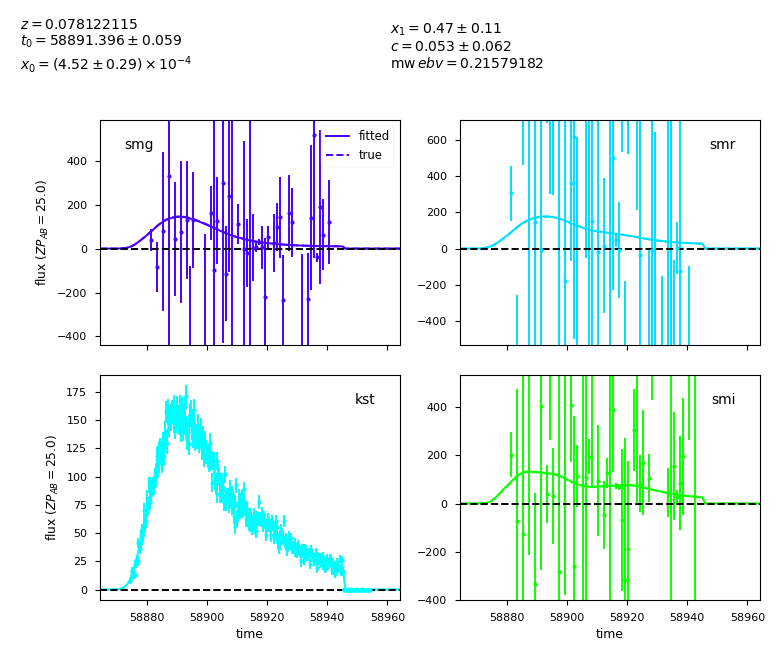 z = 0.078122115
t₀ = 58891.396 ± 0.059
x₀ = (4.52 ± 0.29) × 10⁻⁴
x₁ = 0.47 ± 0.11
c = 0.053 ± 0.062
mw ebv = 0.21579182
smg
fitted
true
400
200
0
−200
−400
flux (ZP_AB = 25.0)
smr
600
400
200
0
−200
−400
kst
175
150
125
100
75
50
25
0
flux (ZP_AB = 25.0)
58880 58900 58920 58940 58960
time
smi
400
200
0
−200
−400
58880 58900 58920 58940 58960
time